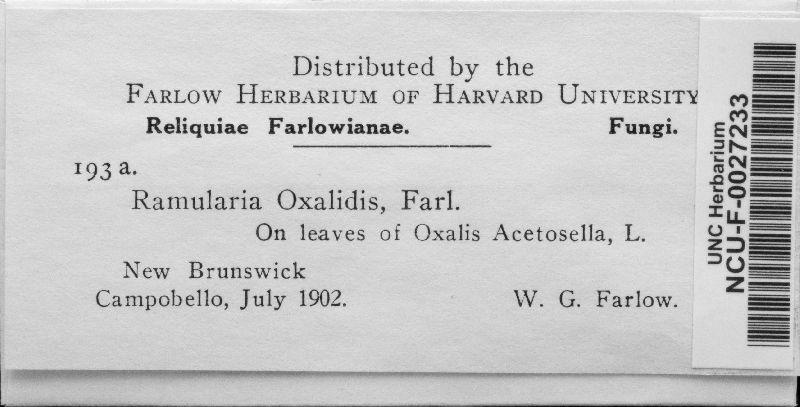 Distributed by the
FARLOW HERBARIUM OF HARVARD UNIVERSITY
Reliquiae Farlowianae. Fungi.
193 a.
Ramularia Oxalidis, Farl.
On leaves of Oxalis Acetosella, L.
New Brunswick
Campobello, July 1902. W. G. Farlow.
UNC Herbarium
NCU-F-0027233